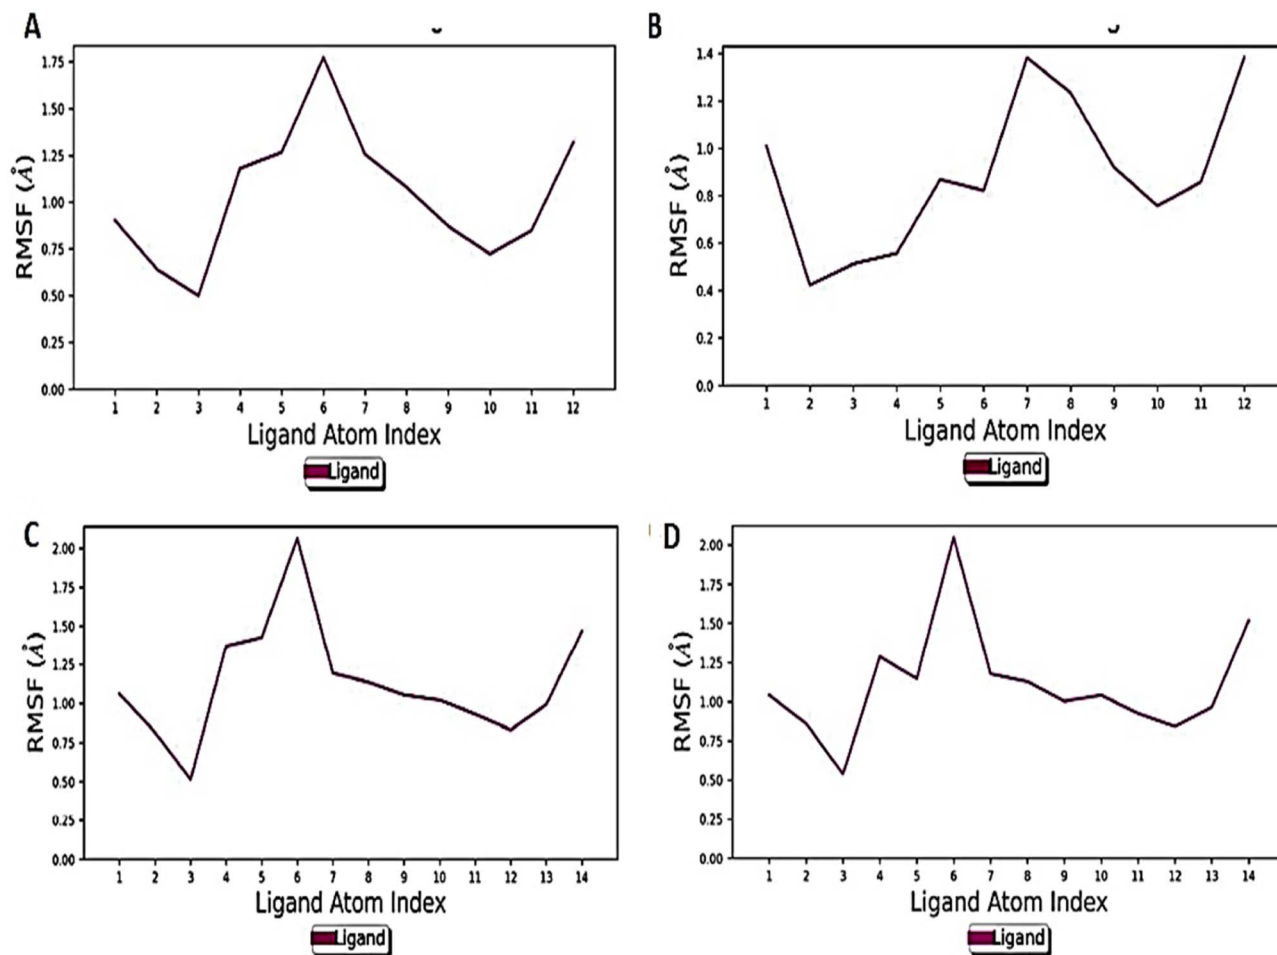 A
RMSF (Å)
1.75
1.50
1.25
1.00
0.75
0.50
0.25
0.00
1 2 3 4 5 6 7 8 9 10 11 12
Ligand Atom Index
Ligand
B
RMSF (Å)
1.4
1.2
1.0
0.8
0.6
0.4
0.2
0.0
1 2 3 4 5 6 7 8 9 10 11 12
Ligand Atom Index
Ligand
C
RMSF (Å)
2.00
1.75
1.50
1.25
1.00
0.75
0.50
0.25
0.00
1 2 3 4 5 6 7 8 9 10 11 12 13 14
Ligand Atom Index
Ligand
D
RMSF (Å)
2.00
1.75
1.50
1.25
1.00
0.75
0.50
0.25
0.00
1 2 3 4 5 6 7 8 9 10 11 12 13 14
Ligand Atom Index
Ligand